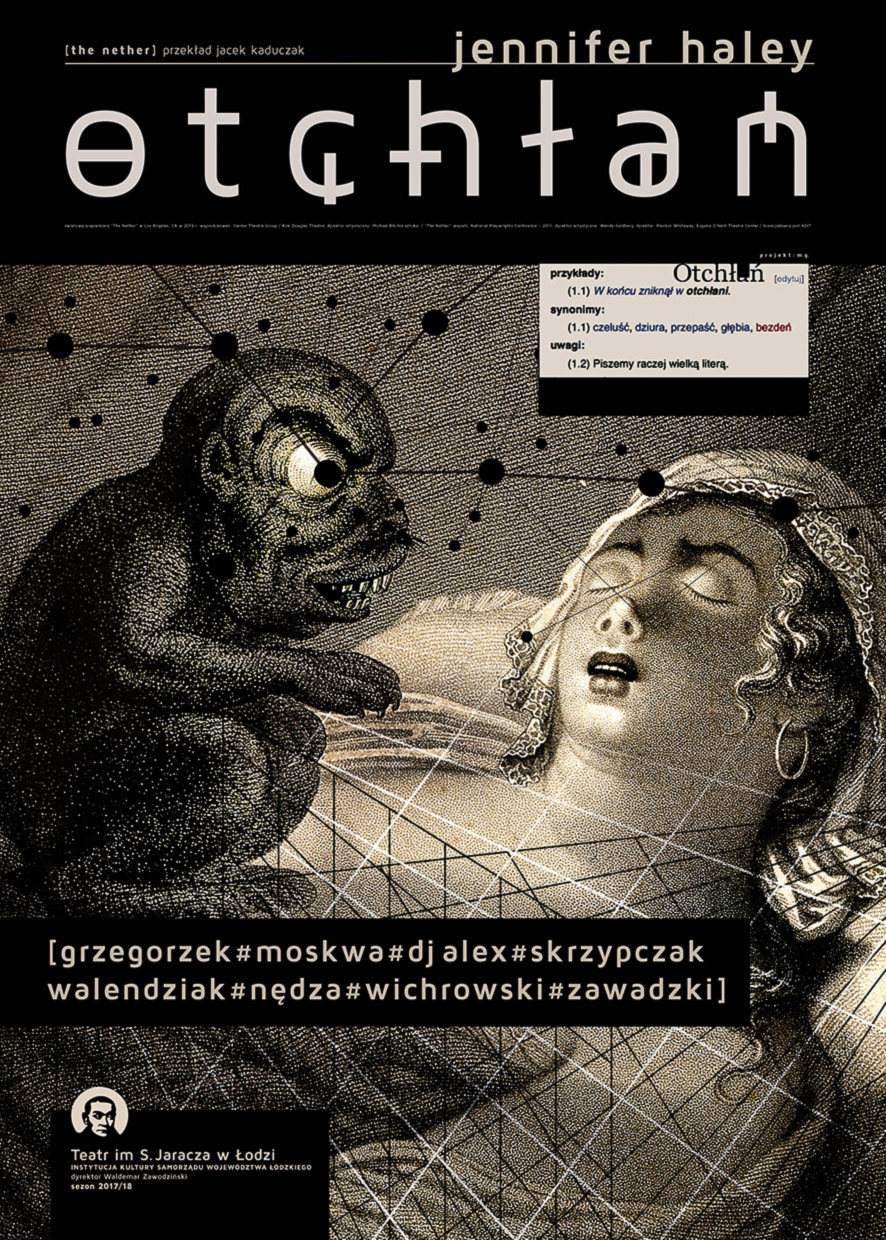 [the nether] przekład jacek kaduczak
jennifer haley
otchłań
projekt: mg
Otchłań [edytuj]
przykłady:
(1.1) W końcu zniknął w otchłani.
synonimy:
(1.1) czeluść, dziura, przepaść, głębia, bezdeń
uwagi:
(1.2) Piszemy raczej wielką literą.
[grzegorzek#moskwa#dj alex#skrzypczak
walendziak#nędza#wichrowski#zawadzki]
Teatr im S. Jaracza w Łodzi
INSTYTUCJA KULTURY SAMORZĄDU WOJEWÓDZTWA ŁÓDZKIEGO
dyrektor Waldemar Zawodziński
sezon 2017/18